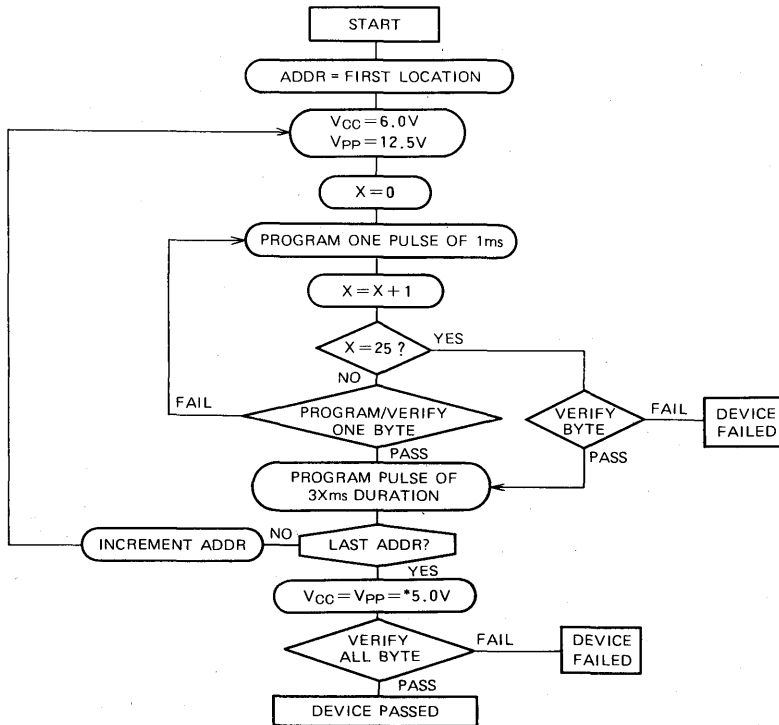 START
ADDR = FIRST LOCATION
VCC = 6.0V
VPP = 12.5V
X = 0
PROGRAM ONE PULSE OF 1ms
X = X + 1
X = 25 ?
YES
NO
FAIL
PROGRAM/VERIFY
ONE BYTE
VERIFY
BYTE
FAIL
DEVICE
FAILED
PASS
PASS
PROGRAM PULSE OF
3Xms DURATION
INCREMENT ADDR
NO
LAST ADDR?
YES
VCC = VPP = *5.0V
VERIFY
ALL BYTE
FAIL
DEVICE
FAILED
PASS
DEVICE PASSED